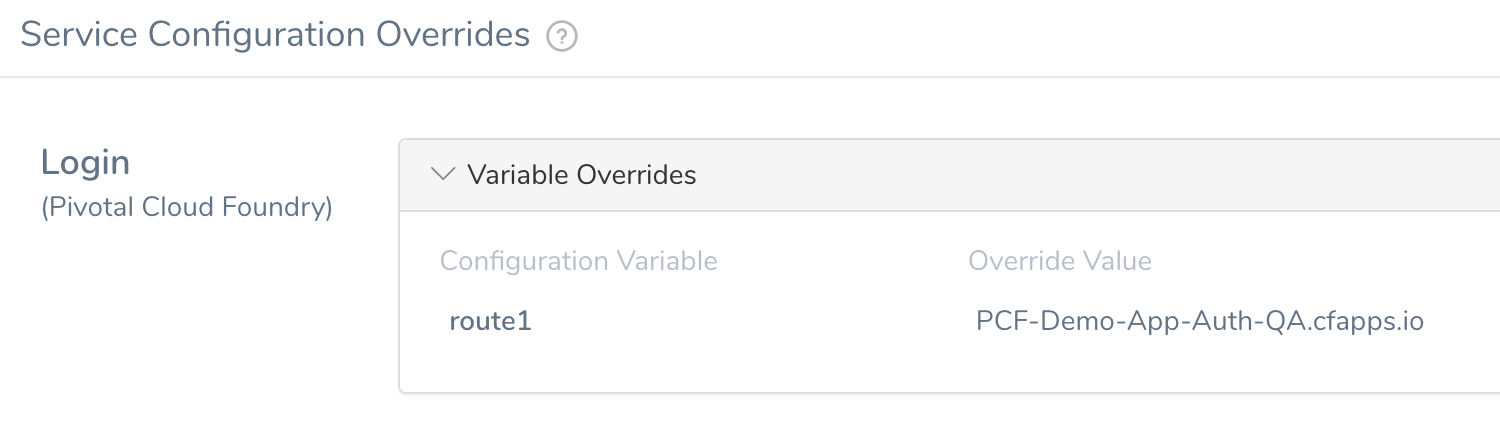 Service Configuration Overrides ?
Login
(Pivotal Cloud Foundry)
Variable Overrides
Configuration Variable Override Value
route1 PCF-Demo-App-Auth-QA.cfapps.io